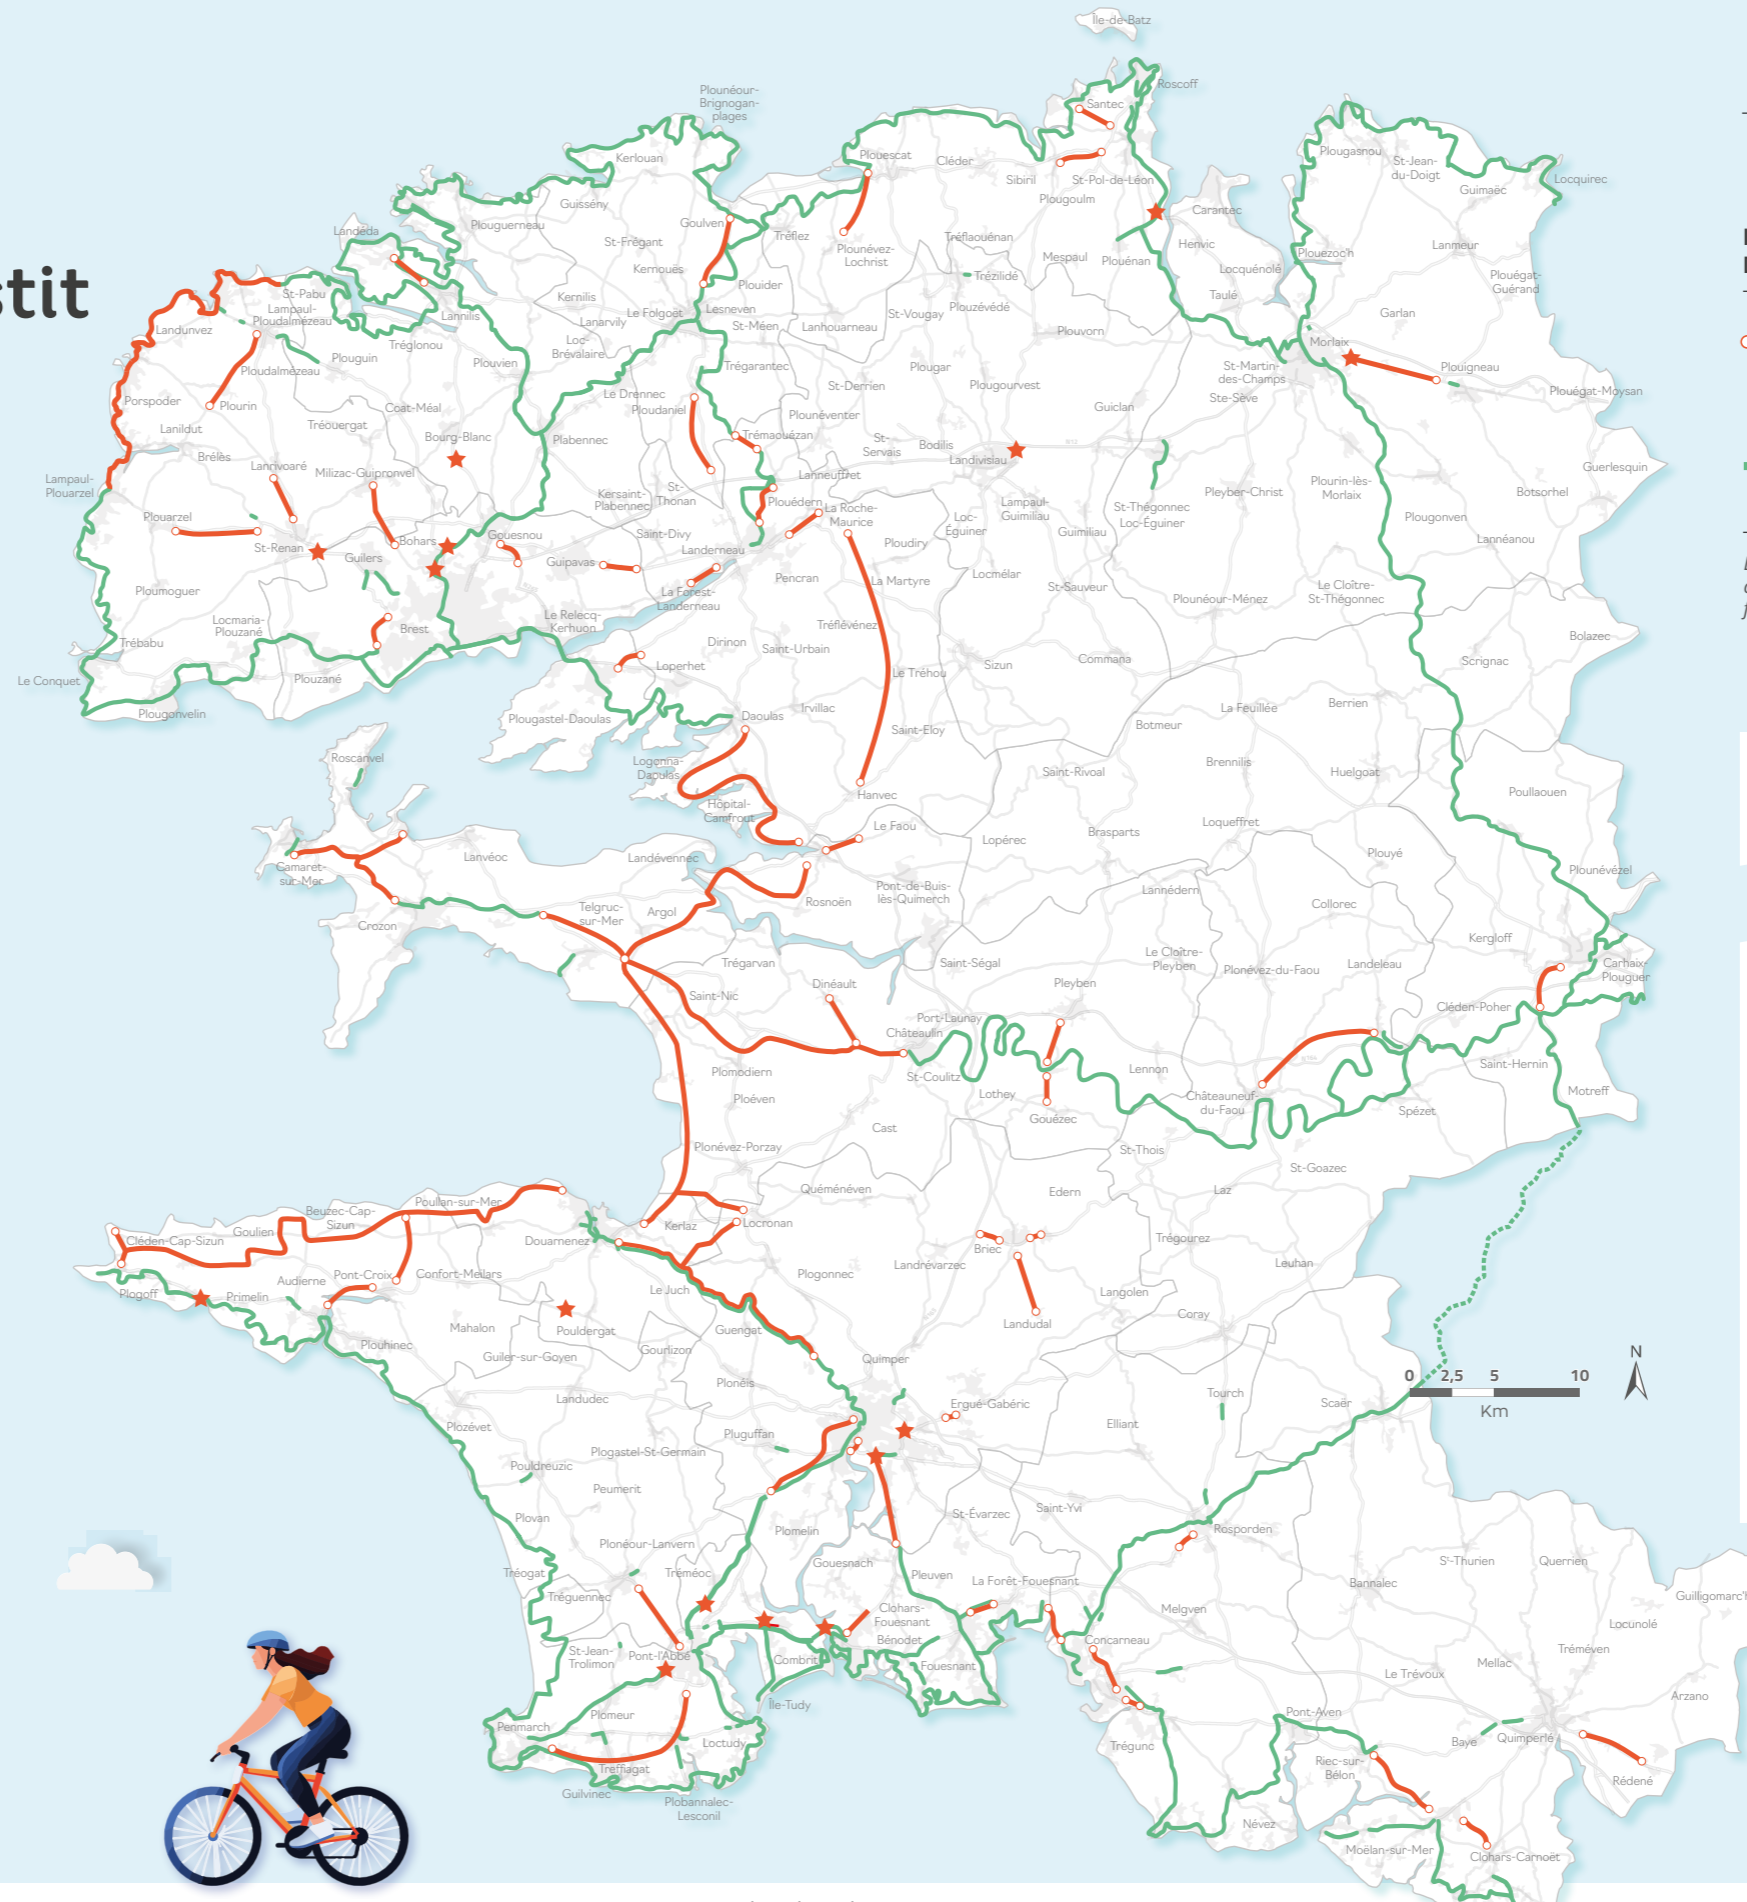 Île-de-Batz
Roscoff
Plounéour-
Brignogan-
plages
Santec
Kerlouan
Plouescat
Cléder
Sibiril
St-Pol-de-Léon
Plougoulm
Plougasnou
St-Jean-
du-Doigt
Guimaëc
Locquirec
Guissény
Plouguerneau
Goulven
Tréflez
Plounévez-
Lochrist
Tréflaouénan
Carantec
Henvic
Landéda
St-Frégant
Kernouës
Mespaul
Plouénan
Locquénolé
Plouezoc'h
Lanmeur
Plouégat-
Guérand
stit
St-Pabu
Lampaul-
Ploudalmézeau
Landunvez
Lannilis
Kernilis
Lanarvily
Le Folgoët
Lesneven
Plouider
St-Méen
Lanhouarneau
St-Vougay
Trézilidé
Plouzévédé
Plouvorn
Taulé
Garlan
Morlaix
Tréglonou
Plouguin
Ploudalmézeau
Plouvien
Loc-
Brévalaire
Trégarantec
Plougar
Plougourvest
St-Martin-
des-Champs
Ste-Sève
Plouigneau
Plouégat-Moysan
Porspoder
Plourin
Coat-Méal
Tréouergat
Le Drennec
Ploudaniel
St-Derrien
Plounéventer
Guiclan
Lanildut
Brélès
Bourg-Blanc
Plabennec
Trémaouézan
St-
Servais
Bodilis
Landivisiau
Guerlesquin
Lampaul-
Plouarzel
Lanrivoaré
Milizac-Guipronvel
Lanneuffret
Kersaint-
Plabennec
St-
Thonan
Plouédern
La Roche-
Maurice
Lampaul-
Guimiliau
St-Thégonnec
Loc-Éguiner
Pleyber-Christ
Plourin-lès-
Morlaix
Botsorhel
Plougonven
Plouarzel
St-Renan
Guilers
Bohars
Gouesnou
Guipavas
Saint-Divy
Landerneau
Ploudiry
Loc-
Éguiner
Guimiliau
Lannéanou
Ploumoguer
La Forest-
Landerneau
Pencran
La Martyre
Locmélar
St-Sauveur
Plounéour-Ménez
Le Cloître-
St-Thégonnec
Locmaria-
Plouzané
Brest
Le Relecq-
Kerhuon
Tréflévénez
Bolazec
Trébabu
Dirinon
Saint-Urbain
Loperhet
Le Tréhou
Sizun
Commana
Scrignac
Le Conquet
Plouzané
Plougonvelin
Plougastel-Daoulas
Daoulas
Irvillac
Saint-Eloy
Botmeur
La Feuillée
Berrien
Roscanvel
Logonna-
Daoulas
Hanvec
Saint-Rivoal
Brennilis
Huelgoat
Poullaouen
Hôpital-
Camfrout
Le Faou
Lopérec
Brasparts
Loqueffret
Plouyé
Plounévézel
Camaret-
sur-Mer
Lanvéoc
Landévennec
Rosnoën
Pont-de-Buis-
lès-Quimerch
Lannédern
Collorec
Crozon
Telgruc-
sur-Mer
Argol
Kergloff
Trégarvan
Saint-Ségal
Le Cloître-
Pleyben
Plonévez-du-Faou
Landeleau
Carhaix-
Plouguer
Saint-Nic
Dinéault
Pleyben
Port-Launay
Châteaulin
Cléden-Poher
Plomodiern
St-Coulitz
Lothey
Lennon
Saint-Hernin
Ploéven
Gouézec
Châteauneuf-
du-Faou
Spézet
Motreff
Cast
Plonévez-Porzay
St-Thois
St-Goazec
Quéménéven
Edern
Laz
Poullan-sur-Mer
Beuzec-Cap-
Sizun
Goulien
Cléden-Cap-Sizun
Douarnenez
Kerlaz
Locronan
Briec
Trégourez
Leuhan
Plogoff
Primelin
Audierne
Pont-Croix
Confort-Meilars
Le Juch
Plogonnec
Landrévarzec
Langolen
Coray
Landudal
Mahalon
Pouldergat
Guengat
Plouhinec
Guiler-sur-Goyen
Gourlizon
Quimper
Plonéis
Landudec
Ergué-Gabéric
Tourch
Scaër
0 2,5 5 10
Km
N
Plozévet
Pluguffan
Elliant
Plogastel-St-Germain
Pouldreuzic
Peumerit
St-Évarzec
Saint-Yvi
Rosporden
Plovan
Plomelin
Plonéour-Lanvern
Gouesnach
Pleuven
La Forêt-Fouesnant
Bannalec
St-Thurien
Querrien
Tréogat
Tréguennec
Tréméoc
Clohars-
Fouesnant
Bénodet
Melgven
Locunolé
Guilligomarc'h
St-Jean-
Trolimon
Pont-l'Abbé
Combrit
Fouesnant
Concarneau
Tréméven
Mellac
Le Trévoux
Arzano
Île-Tudy
Penmarch
Plomeur
Loctudy
Trégunc
Pont-Aven
Baye
Quimperlé
Riec-sur-
Bélon
Rédené
Treffiagat
Guilvinec
Plobannalec-
Lesconil
Névez
Moëlan-sur-Mer
Clohars-Carnoët